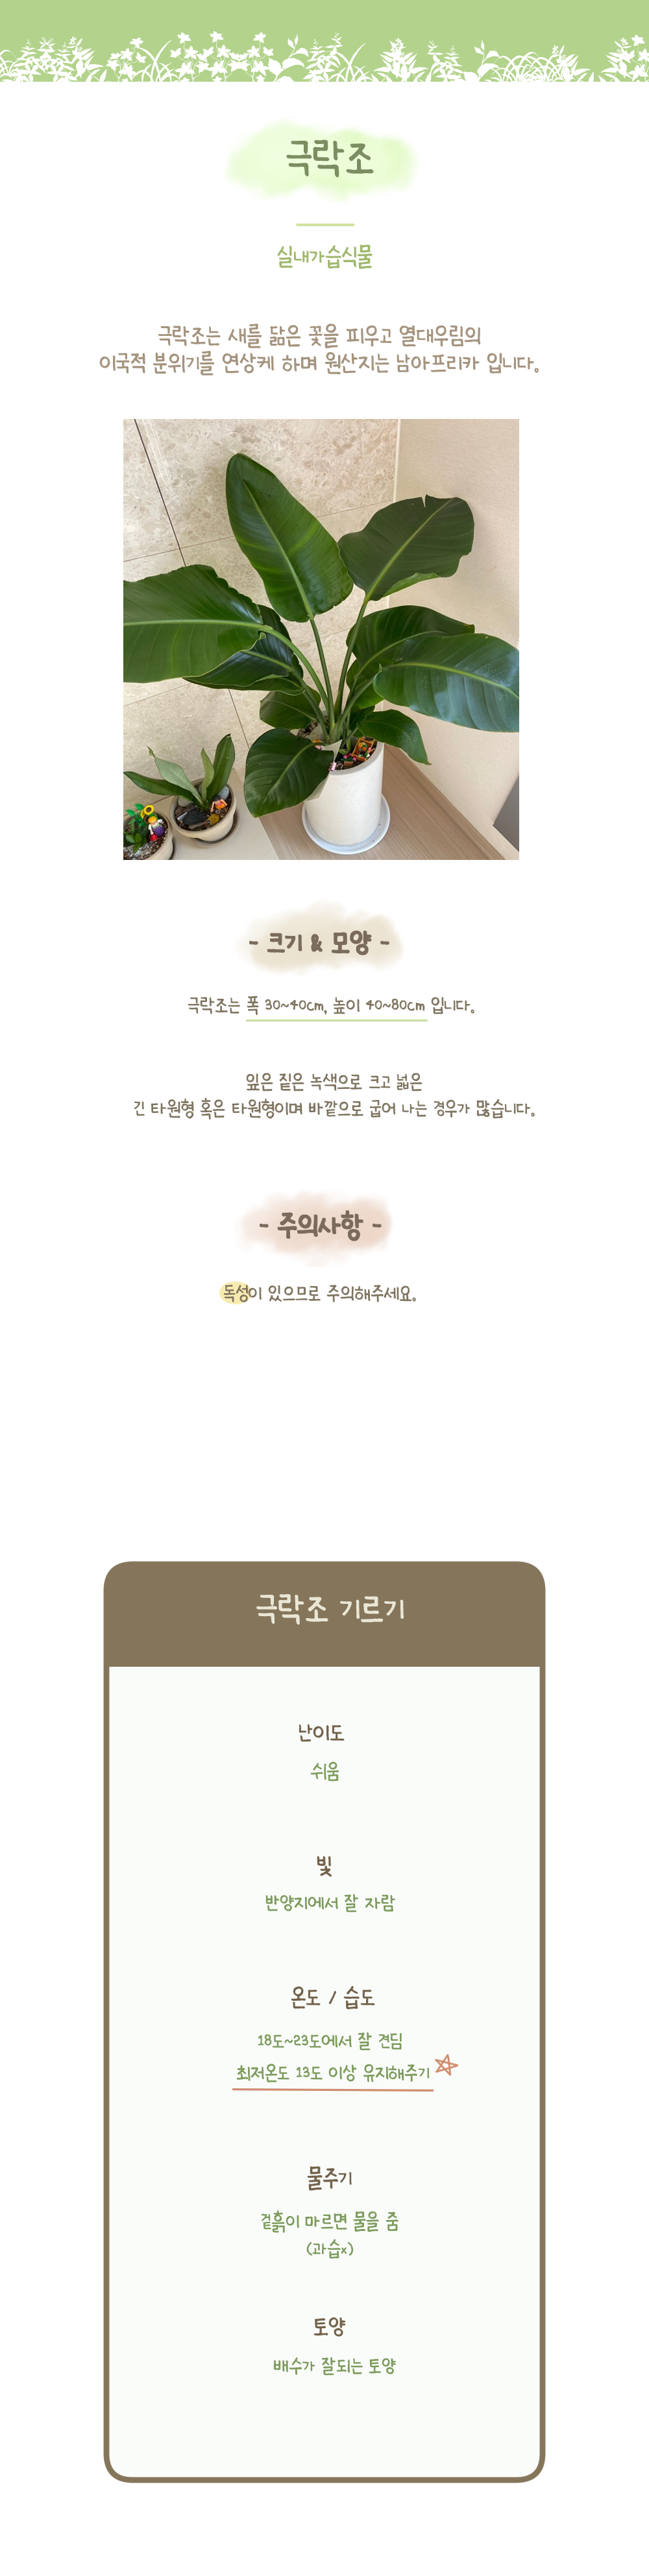 극락조
실내가습식물
극락조는 새를 닮은 꽃을 피우고 열대우림의
이국적 분위기를 연상케 하며 원산지는 남아프리카 입니다.
- 크기 & 모양 -
극락조는 폭 30~40cm, 높이 40~80cm 입니다.
잎은 짙은 녹색으로 크고 넓은
긴 타원형 혹은 타원형이며 바깥으로 굽어 나는 경우가 많습니다.
- 주의사항 -
독성이 있으므로 주의해주세요.
극락조 기르기
난이도
쉬움
빛
반양지에서 잘 자람
온도 / 습도
18도~23도에서 잘 견딤
최저온도 13도 이상 유지해주기
물주기
겉흙이 마르면 물을 줌
(과습x)
토양
배수가 잘되는 토양